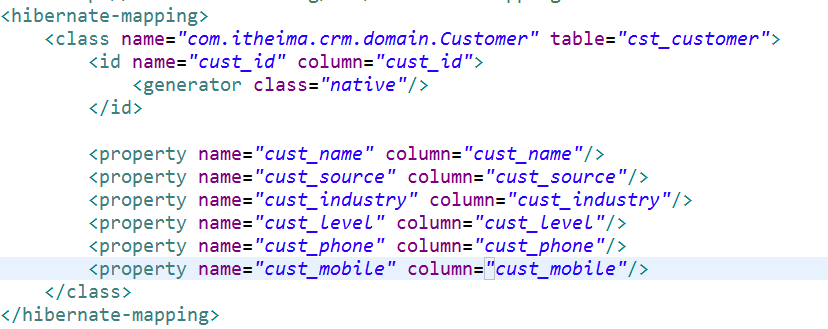 <hibernate-mapping>
<class name="com.itheima.crm.domain.Customer" table="cst_customer">
<id name="cust_id" column="cust_id">
<generator class="native"/>
</id>
<property name="cust_name" column="cust_name"/>
<property name="cust_source" column="cust_source"/>
<property name="cust_industry" column="cust_industry"/>
<property name="cust_level" column="cust_level"/>
<property name="cust_phone" column="cust_phone"/>
<property name="cust_mobile" column="cust_mobile"/>
</class>
</hibernate-mapping>